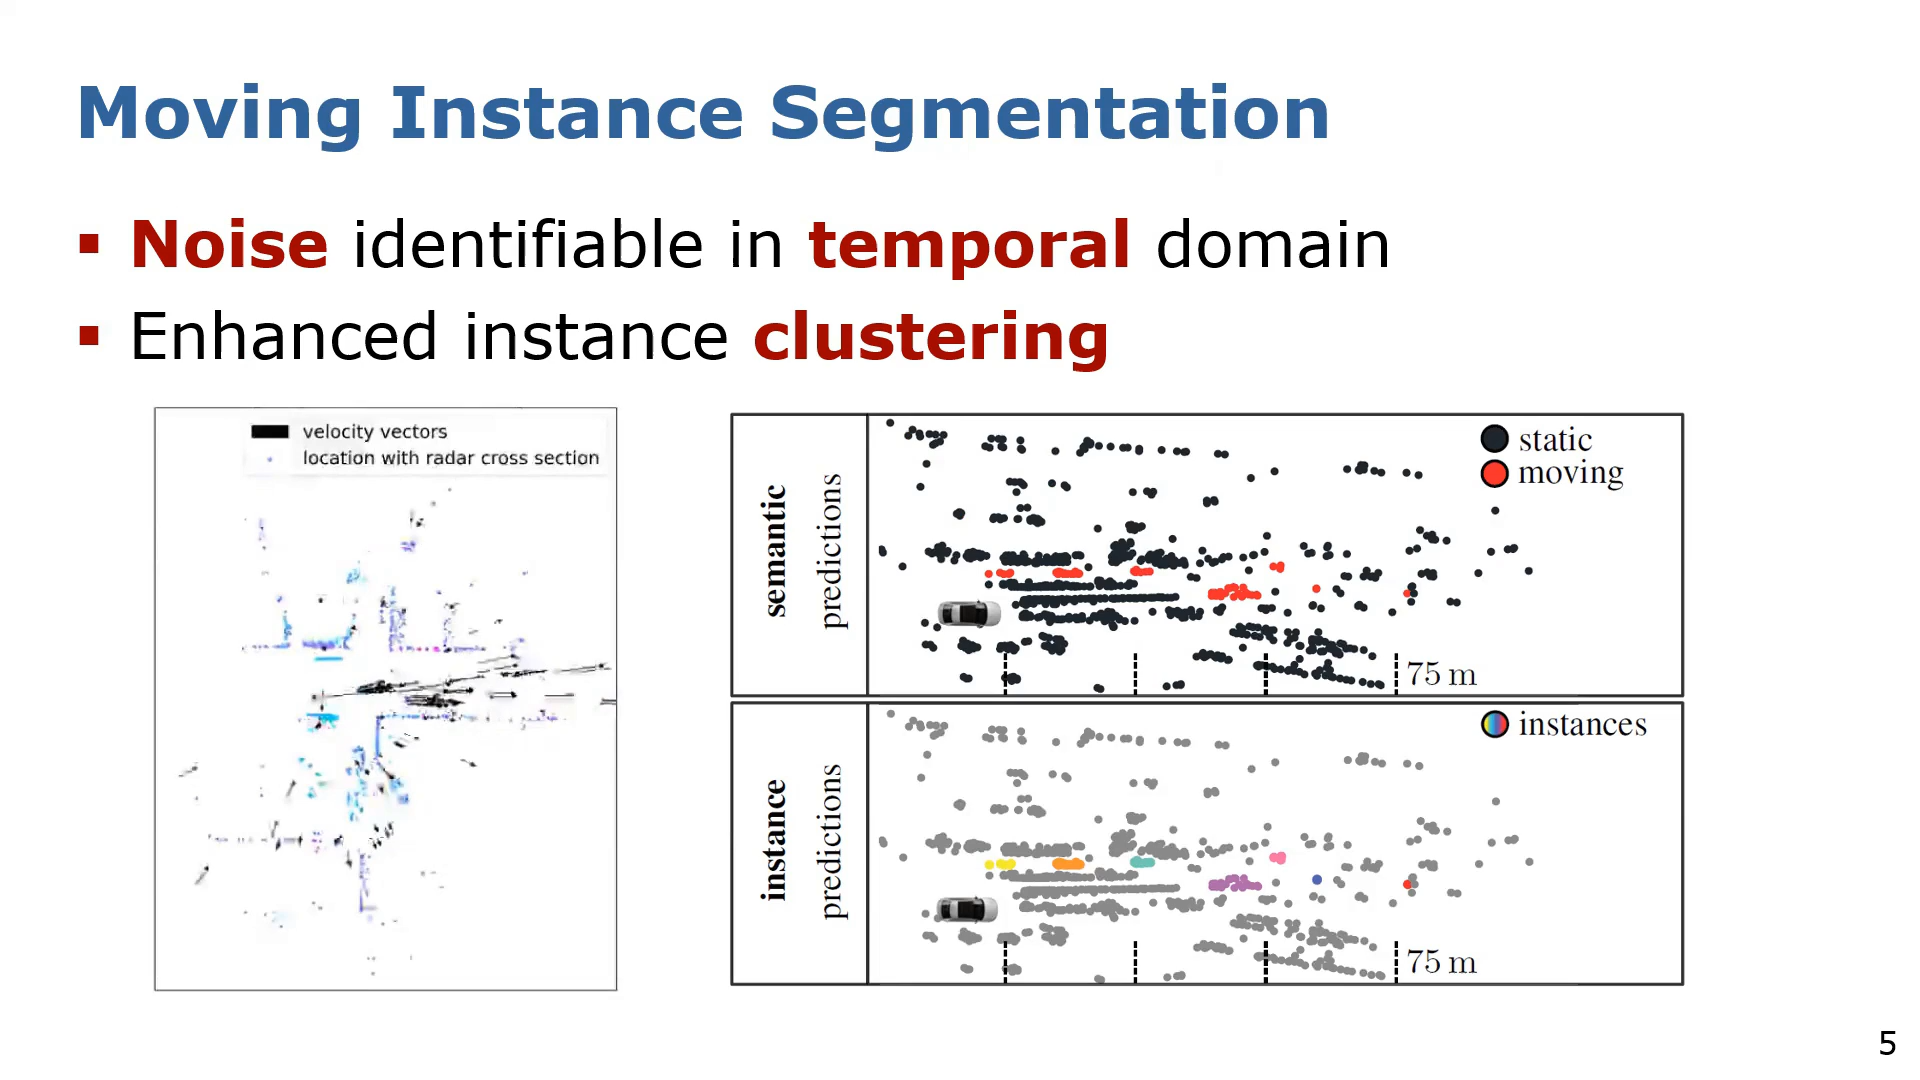 Moving Instance Segmentation
▪ Noise identifiable in temporal domain
▪ Enhanced instance clustering
velocity vectors
location with radar cross section
semantic
predictions
static
moving
75 m
instance
predictions
instances
75 m
5